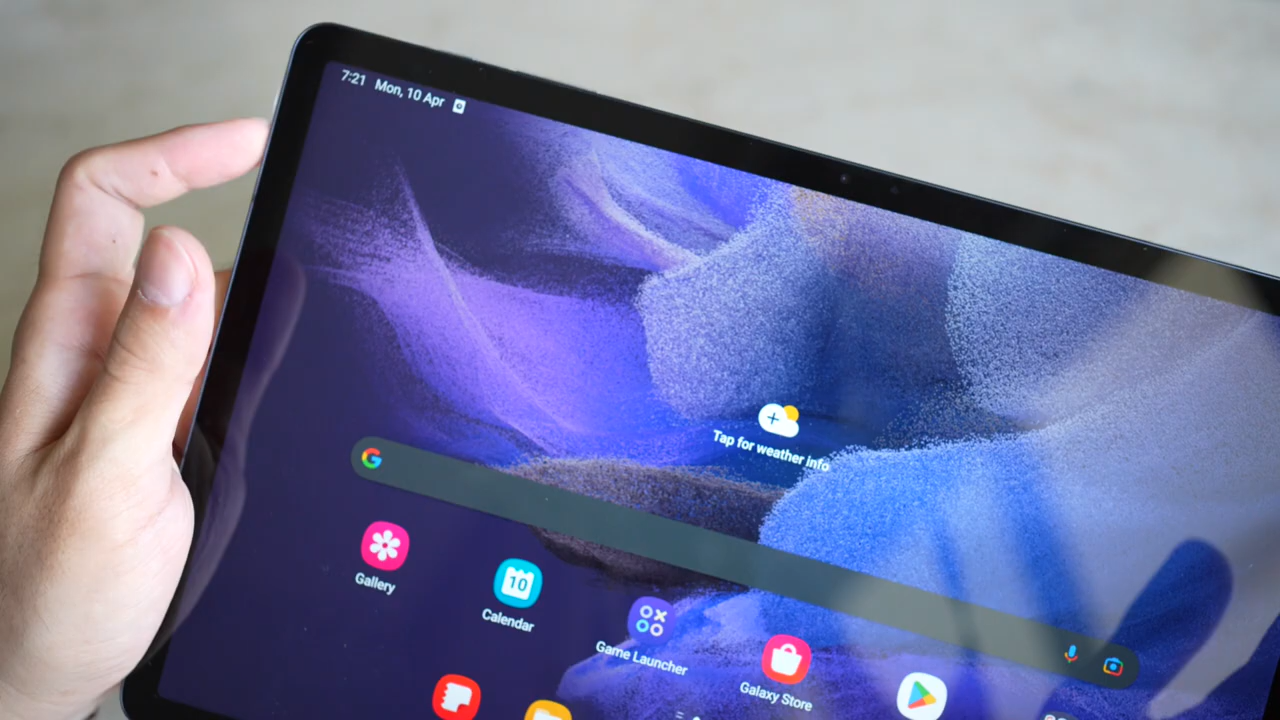 7:21 Mon, 10 Apr
Tap for weather info
Gallery
10
Calendar
Game Launcher
Galaxy Store